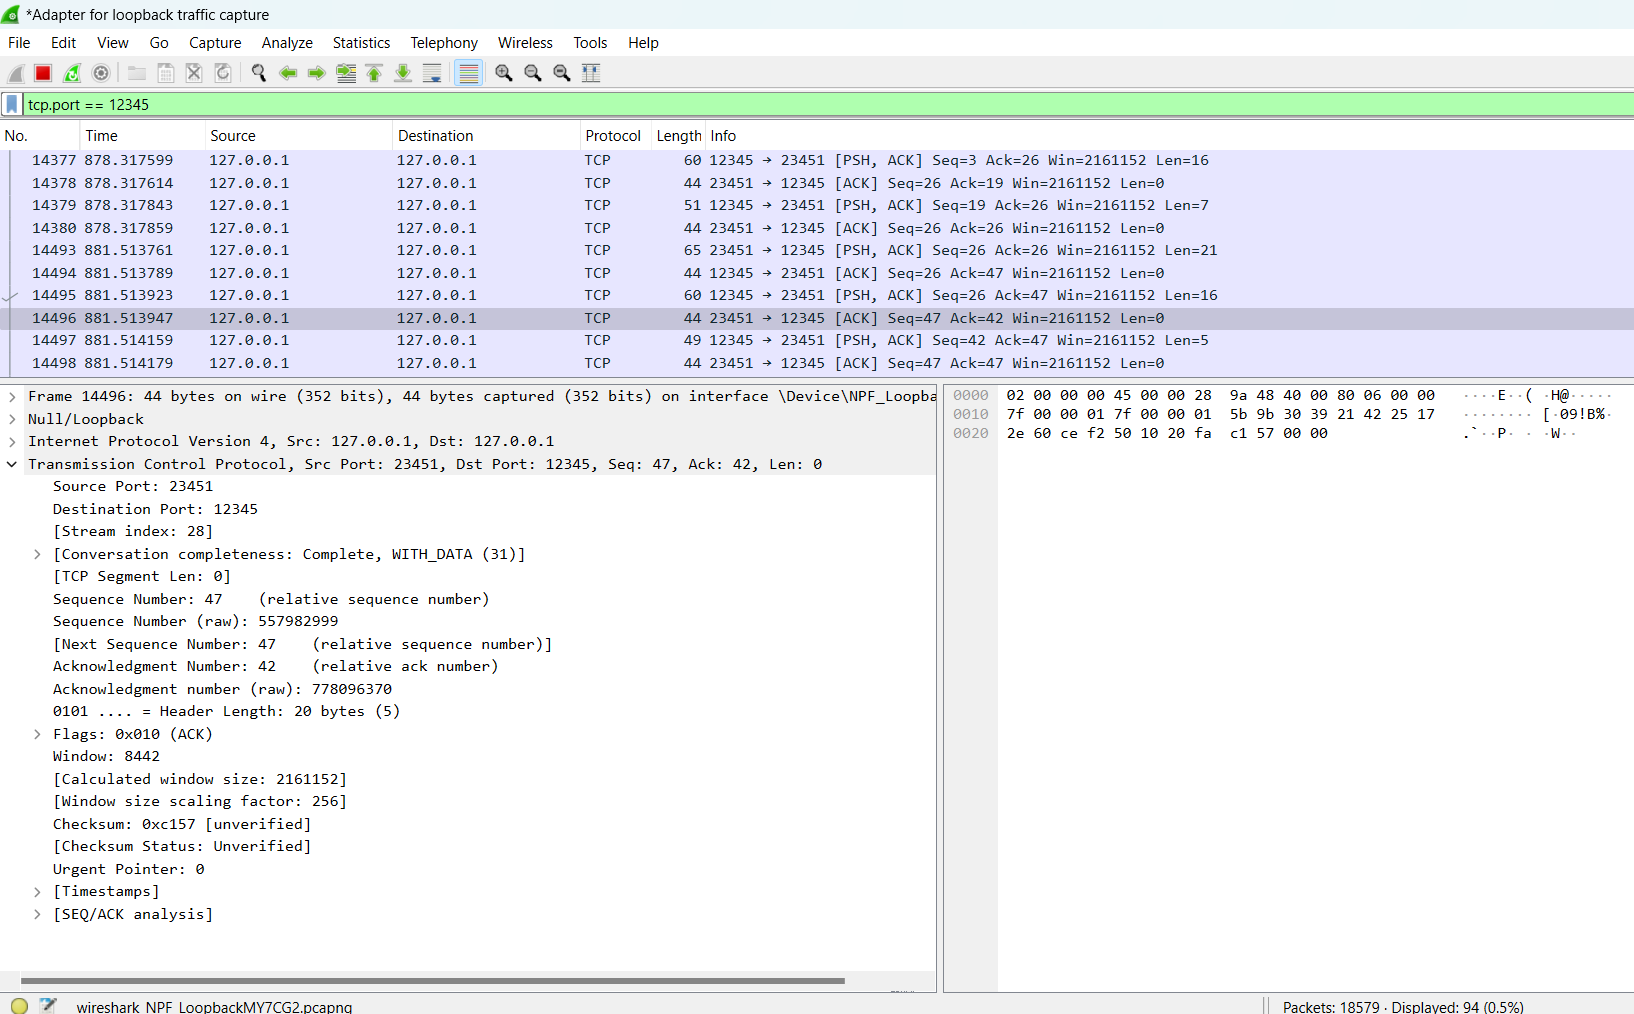 *Adapter for loopback traffic capture
File Edit View Go Capture Analyze Statistics Telephony Wireless Tools Help
tcp.port == 12345
No. Time Source Destination Protocol Length Info
14377 878.317599 127.0.0.1 127.0.0.1 TCP 60 12345 → 23451 [PSH, ACK] Seq=3 Ack=26 Win=2161152 Len=16
14378 878.317614 127.0.0.1 127.0.0.1 TCP 44 23451 → 12345 [ACK] Seq=26 Ack=19 Win=2161152 Len=0
14379 878.317843 127.0.0.1 127.0.0.1 TCP 51 12345 → 23451 [PSH, ACK] Seq=19 Ack=26 Win=2161152 Len=7
14380 878.317859 127.0.0.1 127.0.0.1 TCP 44 23451 → 12345 [ACK] Seq=26 Ack=26 Win=2161152 Len=0
14493 881.513761 127.0.0.1 127.0.0.1 TCP 65 23451 → 12345 [PSH, ACK] Seq=26 Ack=26 Win=2161152 Len=21
14494 881.513789 127.0.0.1 127.0.0.1 TCP 44 12345 → 23451 [ACK] Seq=26 Ack=47 Win=2161152 Len=0
14495 881.513923 127.0.0.1 127.0.0.1 TCP 60 12345 → 23451 [PSH, ACK] Seq=26 Ack=47 Win=2161152 Len=16
14496 881.513947 127.0.0.1 127.0.0.1 TCP 44 23451 → 12345 [ACK] Seq=47 Ack=42 Win=2161152 Len=0
14497 881.514159 127.0.0.1 127.0.0.1 TCP 49 12345 → 23451 [PSH, ACK] Seq=42 Ack=47 Win=2161152 Len=5
14498 881.514179 127.0.0.1 127.0.0.1 TCP 44 23451 → 12345 [ACK] Seq=47 Ack=47 Win=2161152 Len=0
Frame 14496: 44 bytes on wire (352 bits), 44 bytes captured (352 bits) on interface \Device\NPF_Loopba
Null/Loopback
Internet Protocol Version 4, Src: 127.0.0.1, Dst: 127.0.0.1
Transmission Control Protocol, Src Port: 23451, Dst Port: 12345, Seq: 47, Ack: 42, Len: 0
Source Port: 23451
Destination Port: 12345
[Stream index: 28]
[Conversation completeness: Complete, WITH_DATA (31)]
[TCP Segment Len: 0]
Sequence Number: 47 (relative sequence number)
Sequence Number (raw): 557982999
[Next Sequence Number: 47 (relative sequence number)]
Acknowledgment Number: 42 (relative ack number)
Acknowledgment number (raw): 778096370
0101 .... = Header Length: 20 bytes (5)
Flags: 0x010 (ACK)
Window: 8442
[Calculated window size: 2161152]
[Window size scaling factor: 256]
Checksum: 0xc157 [unverified]
[Checksum Status: Unverified]
Urgent Pointer: 0
[Timestamps]
[SEQ/ACK analysis]
0000 02 00 00 00 45 00 00 28 9a 48 40 00 80 06 00 00 ····E··( ·H@·····
0010 7f 00 00 01 7f 00 00 01 5b 9b 30 39 21 42 25 17 ········ [·09!B%·
0020 2e 60 ce f2 50 10 20 fa c1 57 00 00 .`··P· · ·W··
wireshark_NPF_LoopbackMY7CG2.pcapng
Packets: 18579 · Displayed: 94 (0.5%)